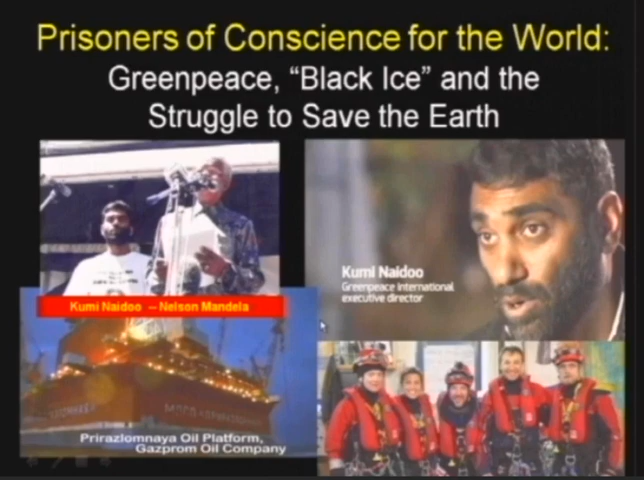 Prisoners of Conscience for the World:
Greenpeace, “Black Ice” and the
Struggle to Save the Earth
Kumi Naidoo
Greenpeace International
executive director
Kumi Naidoo – Nelson Mandela
Prirazlomnaya Oil Platform,
Gazprom Oil Company